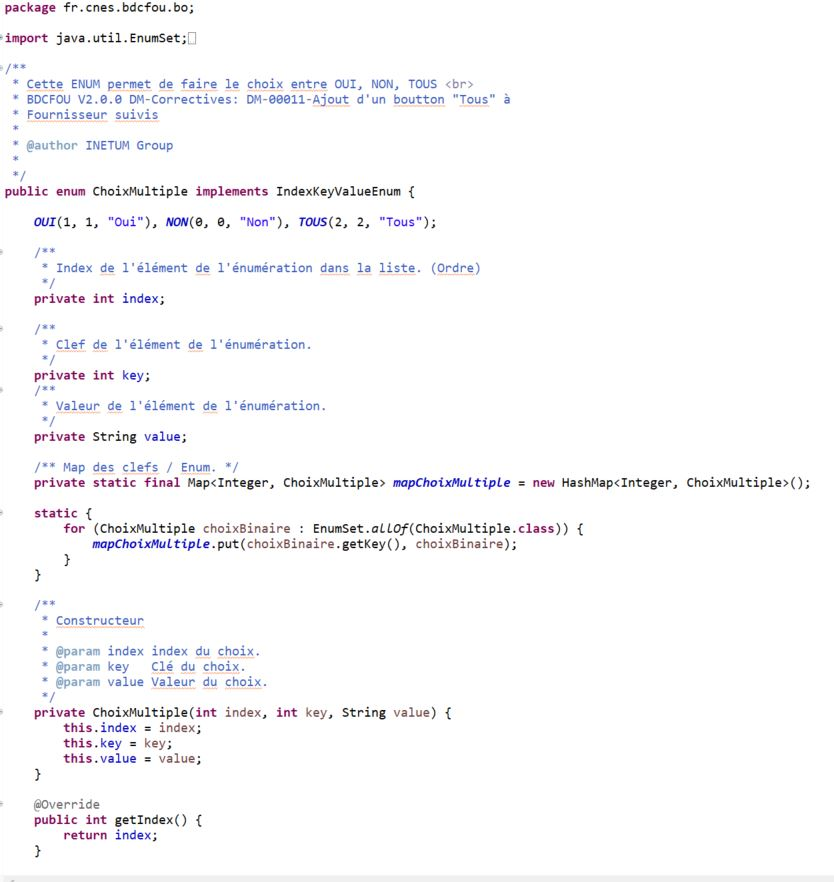 package fr.cnes.bdcfou.bo;
import java.util.EnumSet;
/**
* Cette ENUM permet de faire le choix entre OUI, NON, TOUS <br>
* BDCFOU V2.0.0 DM-Correctives: DM-00011-Ajout d'un boutton "Tous" à
* Fournisseur suivis
*
* @author INETUM Group
*
*/
public enum ChoixMultiple implements IndexKeyValueEnum {
OUI(1, 1, "Oui"), NON(0, 0, "Non"), TOUS(2, 2, "Tous");
/**
* Index de l'élément de l'énumération dans la liste. (Ordre)
*/
private int index;
/**
* Clef de l'élément de l'énumération.
*/
private int key;
/**
* Valeur de l'élément de l'énumération.
*/
private String value;
/** Map des clefs / Enum. */
private static final Map<Integer, ChoixMultiple> mapChoixMultiple = new HashMap<Integer, ChoixMultiple>();
static {
for (ChoixMultiple choixBinaire : EnumSet.allOf(ChoixMultiple.class)) {
mapChoixMultiple.put(choixBinaire.getKey(), choixBinaire);
}
}
/**
* Constructeur
*
* @param index index du choix.
* @param key   Clé du choix.
* @param value Valeur du choix.
*/
private ChoixMultiple(int index, int key, String value) {
this.index = index;
this.key = key;
this.value = value;
}
@Override
public int getIndex() {
return index;
}